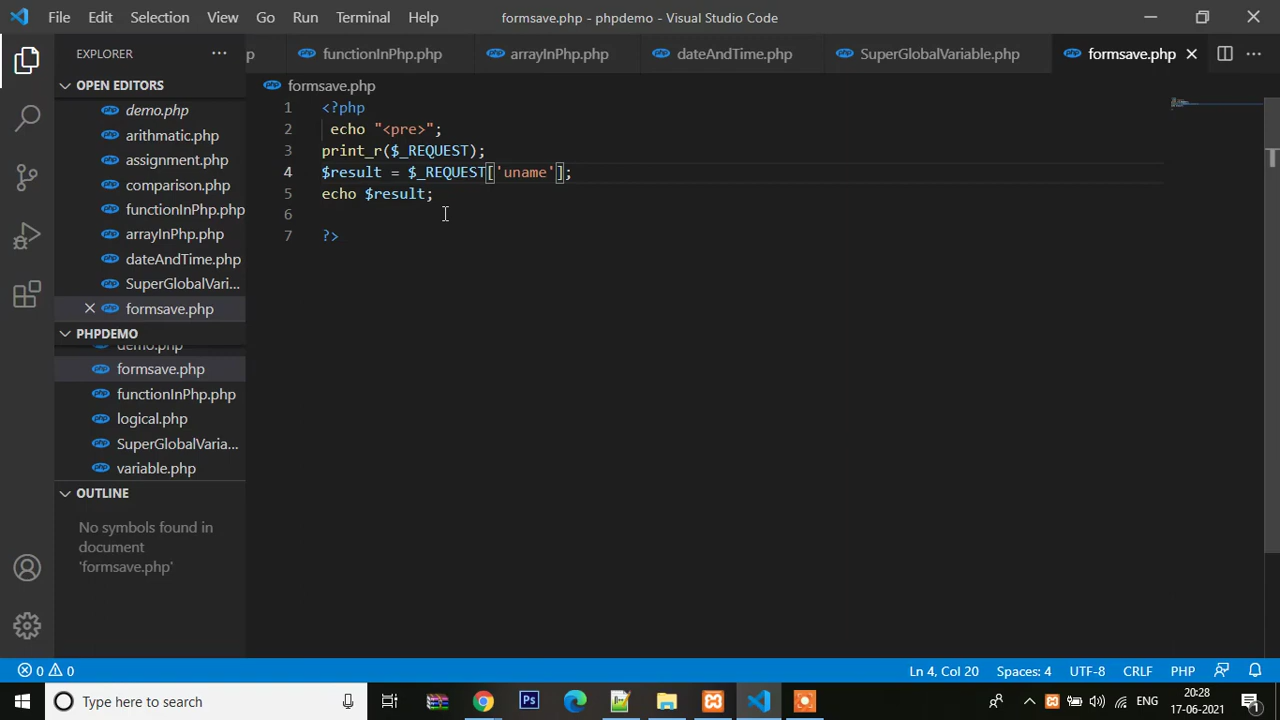 File Edit Selection View Go Run Terminal Help
formsave.php - phpdemo - Visual Studio Code
EXPLORER
OPEN EDITORS
demo.php
arithmatic.php
assignment.php
comparison.php
functionInPhp.php
arrayInPhp.php
dateAndTime.php
SuperGlobalVari...
formsave.php
PHPDEMO
demo.php
formsave.php
functionInPhp.php
logical.php
SuperGlobalVaria...
variable.php
OUTLINE
No symbols found in
document
'formsave.php'
p functionInPhp.php arrayInPhp.php dateAndTime.php SuperGlobalVariable.php formsave.php
formsave.php
1 <?php
2 echo "<pre>";
3 print_r($_REQUEST);
4 $result = $_REQUEST['uname'];
5 echo $result;
6
7 ?>
0 0
Ln 4, Col 20 Spaces: 4 UTF-8 CRLF PHP
Type here to search
Ps
ENG
20:28
17-06-2021
1